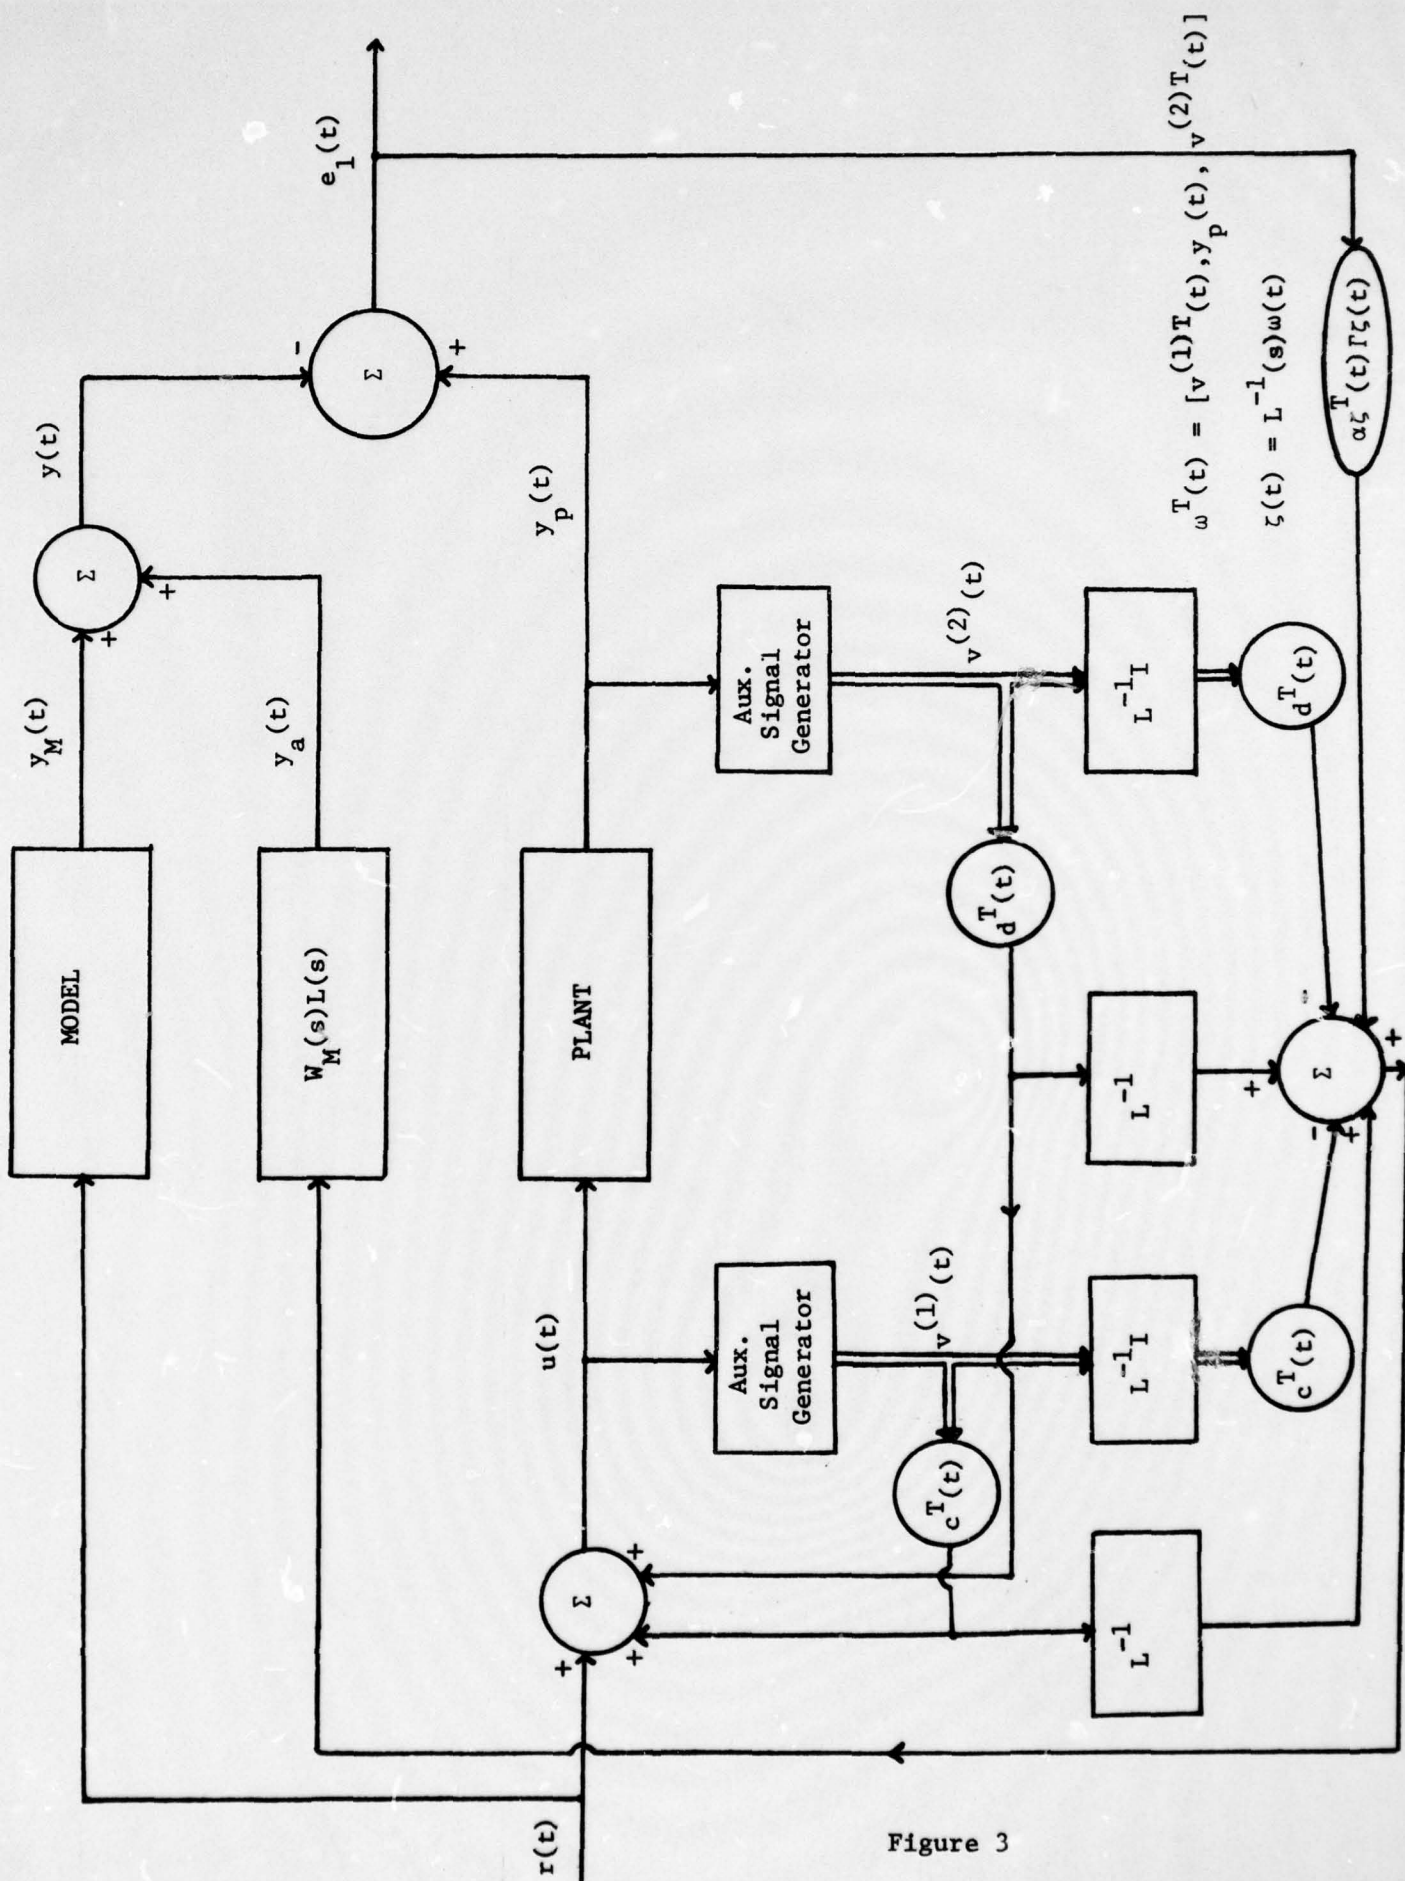 MODEL
y_M(t)
Σ
+
+
y(t)
W_M(s)L(s)
y_a(t)
-
Σ
+
e_1(t)
r(t)
+
Σ
+
+
u(t)
PLANT
y_p(t)
Aux.
Signal
Generator
Aux.
Signal
Generator
c^T(t)
v^(1)(t)
d^T(t)
v^(2)(t)
L^-1
L^-1 I
L^-1
L^-1 I
ω^T(t) = [v^(1)T(t),y_p(t), v^(2)T(t)]
ζ(t) = L^-1(s)ω(t)
c^T(t)
-
+
+
Σ
-
+
d^T(t)
αζ^T(t)Γζ(t)
Figure 3